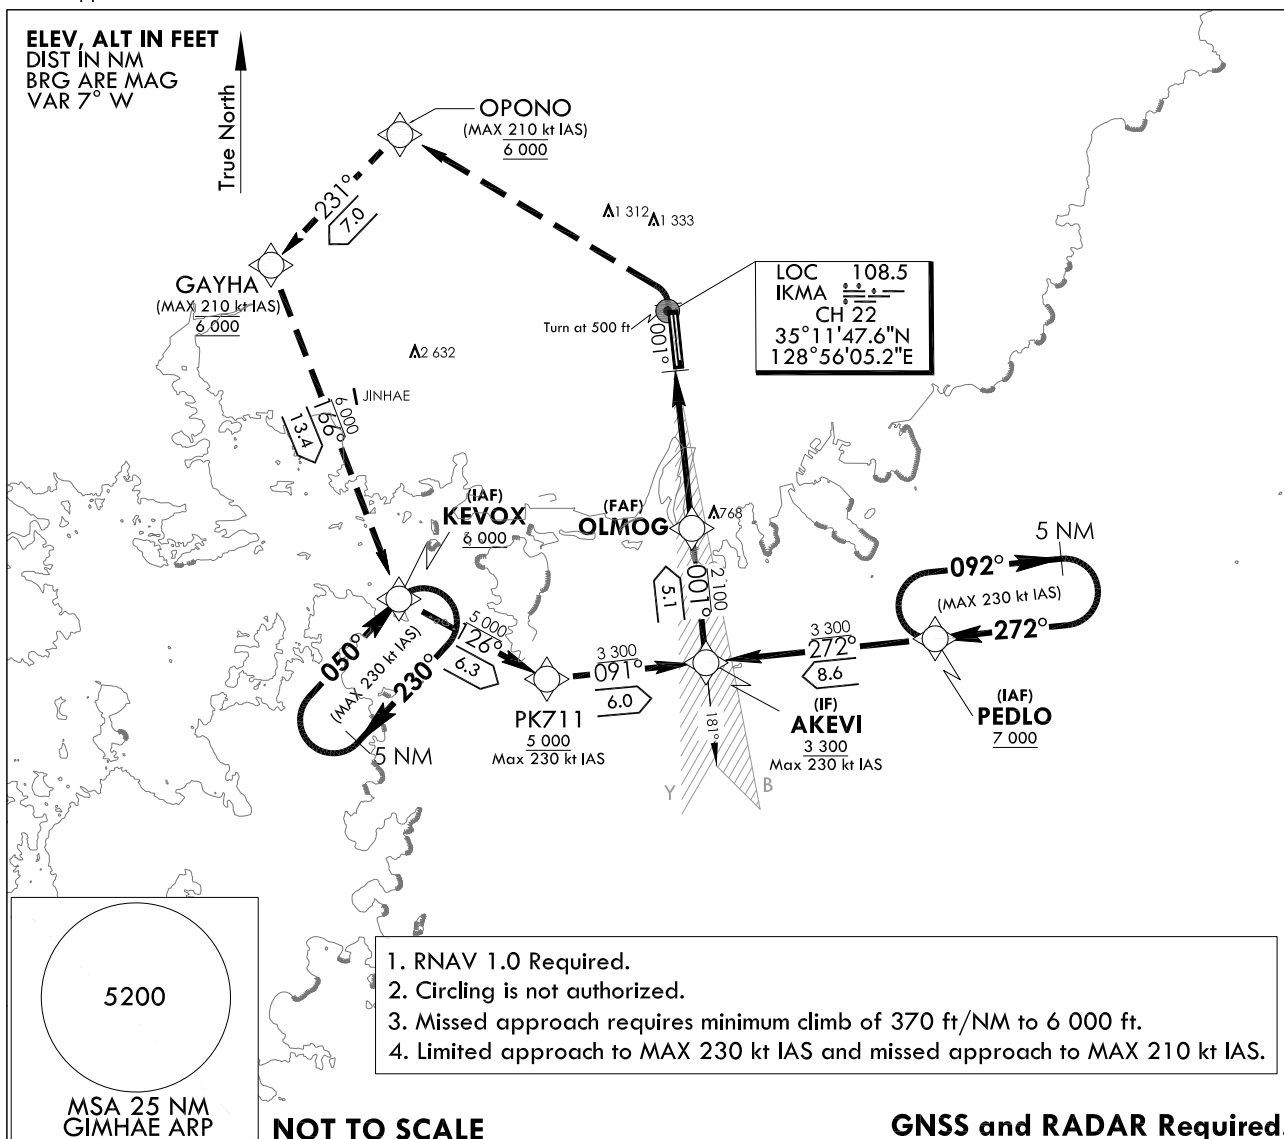 ELEV, ALT IN FEET
DIST IN NM
BRG ARE MAG
VAR 7° W
True North
OPONO
(MAX 210 kt IAS)
6 000
231°
7.0
GAYHA
(MAX 210 kt IAS)
6 000
1 312
1 333
2 632
LOC 108.5
IKMA
CH 22
35°11'47.6"N
128°56'05.2"E
Turn at 500 ft
001°
JINHAE
6 000
166°
13.4
(IAF)
KEVOX
6 000
(FAF)
OLMOG
768
5 NM
092°
(MAX 230 kt IAS)
272°
5.1
001°
2 100
050°
(MAX 230 kt IAS)
230°
5 NM
5 000
126°
6.3
3 300
091°
6.0
3 300
272°
8.6
PK711
5 000
Max 230 kt IAS
(IF)
AKEVI
3 300
Max 230 kt IAS
(IAF)
PEDLO
7 000
181°
Y
B
5200
MSA 25 NM
GIMHAE ARP
1. RNAV 1.0 Required.
2. Circling is not authorized.
3. Missed approach requires minimum climb of 370 ft/NM to 6 000 ft.
4. Limited approach to MAX 230 kt IAS and missed approach to MAX 210 kt IAS.
NOT TO SCALE
GNSS and RADAR Required.